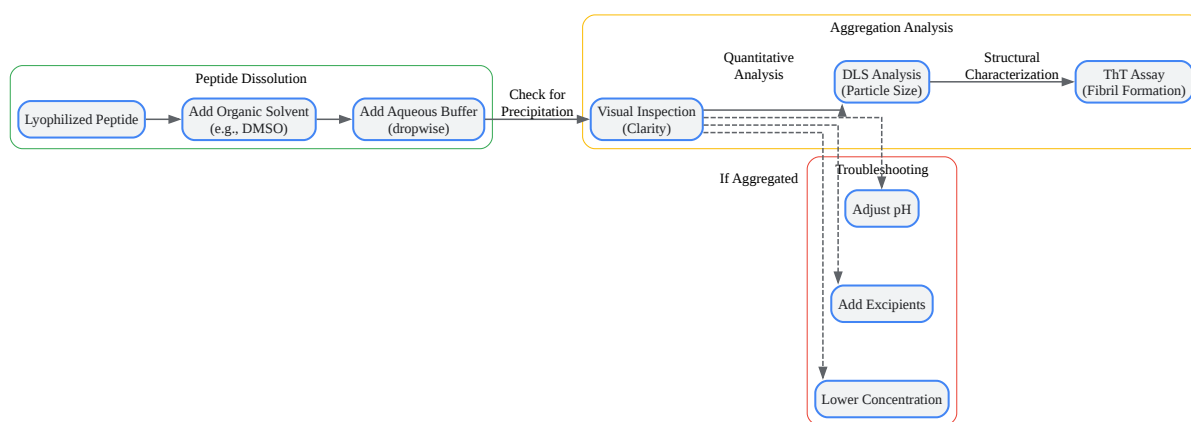 Aggregation Analysis
Peptide Dissolution
Lyophilized Peptide
Add Organic Solvent
(e.g., DMSO)
Add Aqueous Buffer
(dropwise)
Check for
Precipitation
Visual Inspection
(Clarity)
Quantitative
Analysis
DLS Analysis
(Particle Size)
Structural
Characterization
ThT Assay
(Fibril Formation)
If Aggregated
Troubleshooting
Adjust pH
Add Excipients
Lower Concentration